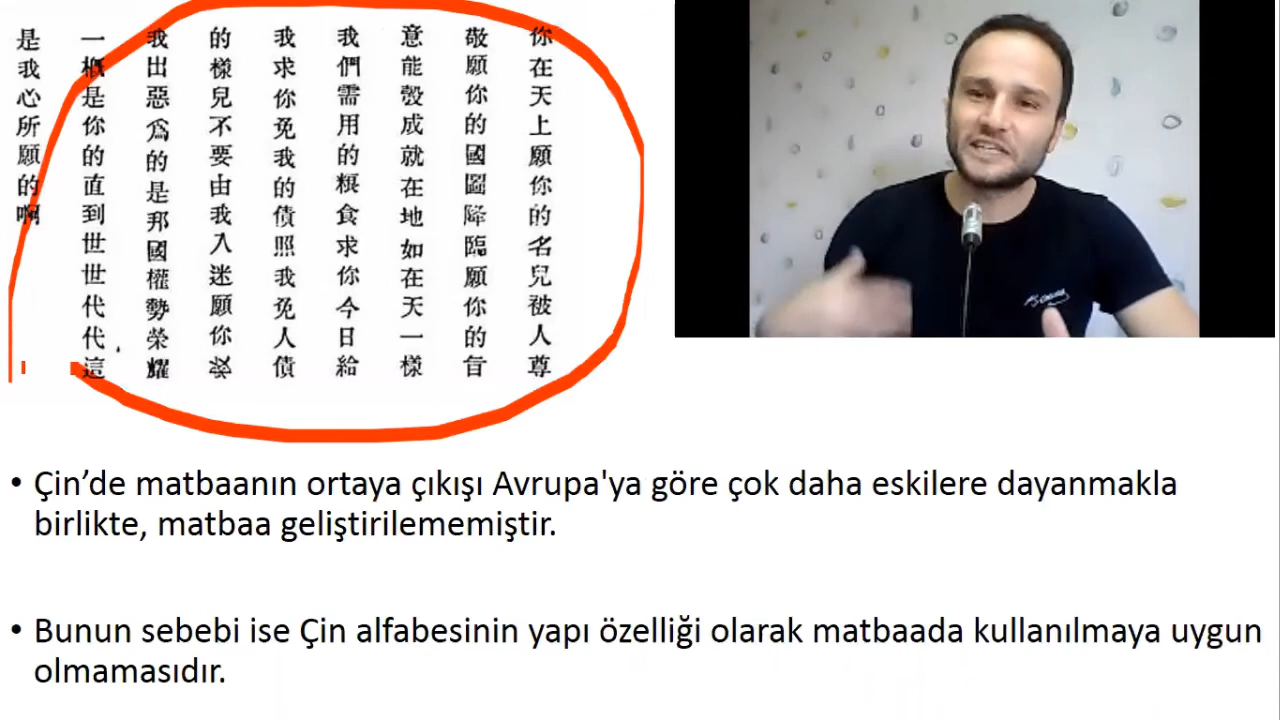 你在天上願你的名兒被人尊
敬願你的國圖降臨願你的旨
意能彀成就在地如在天一樣
我們需用的糧食求你今日給
我求你免我的債照我免人債
的樣兒不要由我入迷願你救
我出惡為的是邦國權勢榮耀
一概是你的直到世世代代這
是我心所願的啊
• Çin’de matbaanın ortaya çıkışı Avrupa'ya göre çok daha eskilere dayanmakla
birlikte, matbaa geliştirilememiştir.
• Bunun sebebi ise Çin alfabesinin yapı özelliği olarak matbaada kullanılmaya uygun
olmamasıdır.